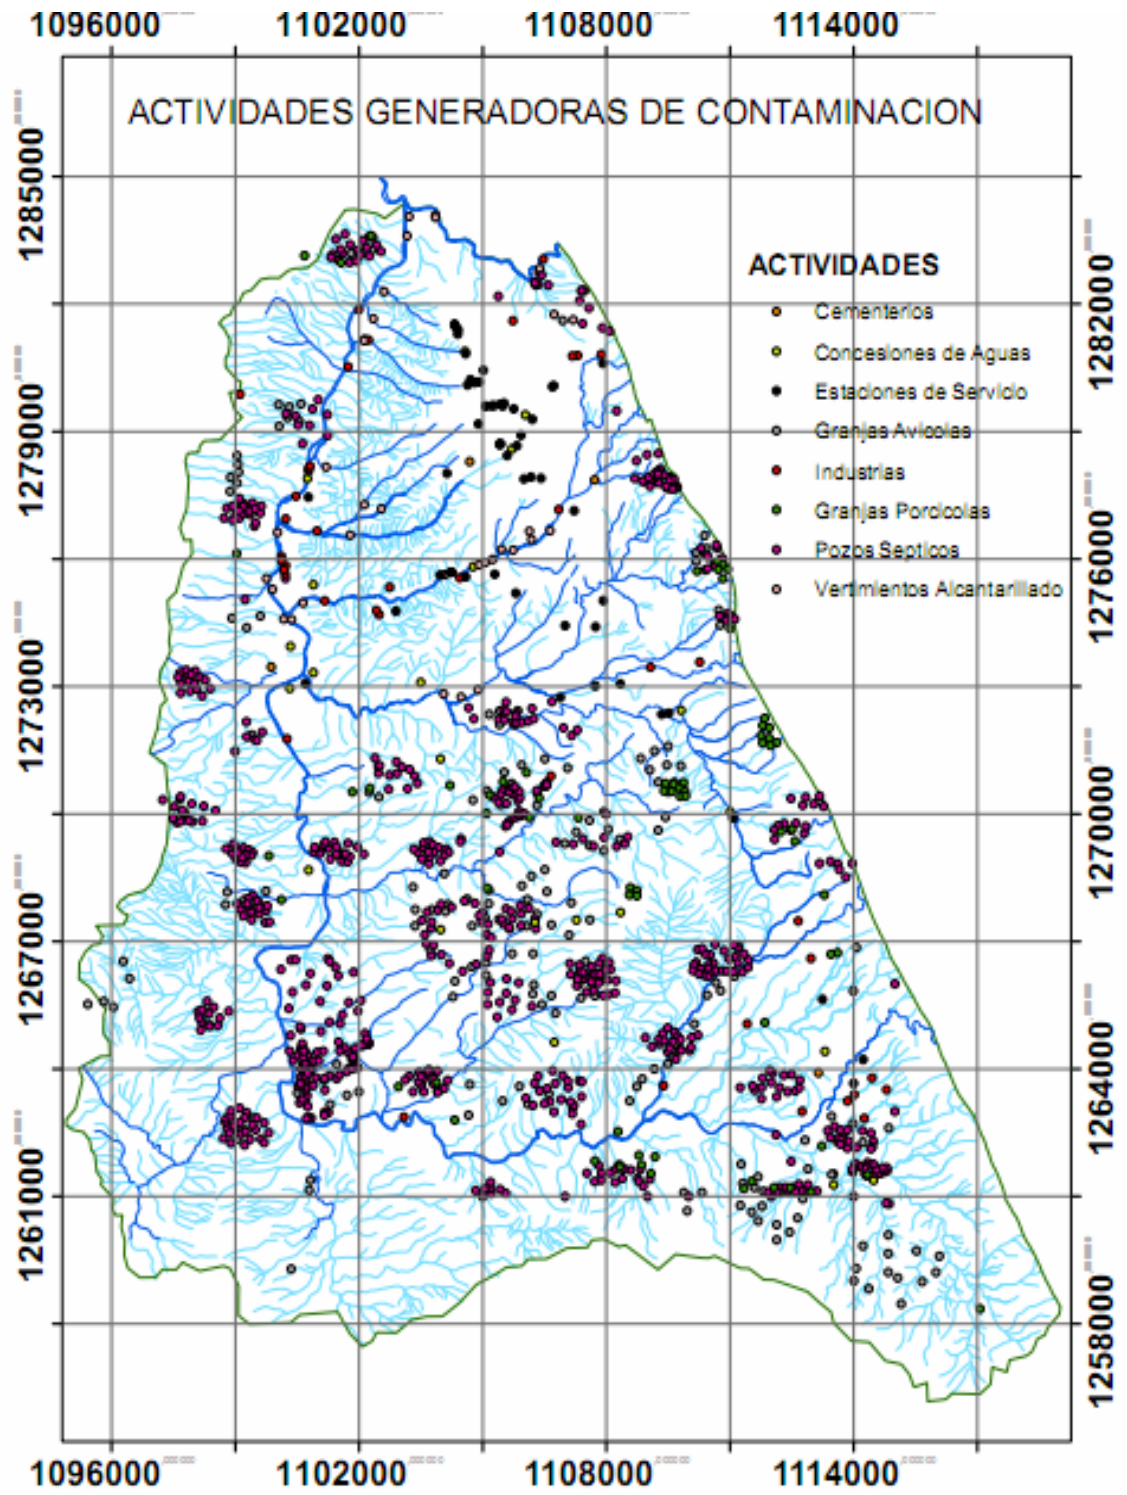 1096000 1102000 1108000 1114000
ACTIVIDADES GENERADORAS DE CONTAMINACION
1285000
1282000
1279000
1276000
1273000
1270000
1267000
1264000
1261000
1258000
ACTIVIDADES
Cementerios
Concesiones de Aguas
Estaciones de Servicio
Granjas Avicolas
Industrias
Granjas Porcicolas
Pozos Septicos
Vertimientos Alcantarillado
1096000 1102000 1108000 1114000